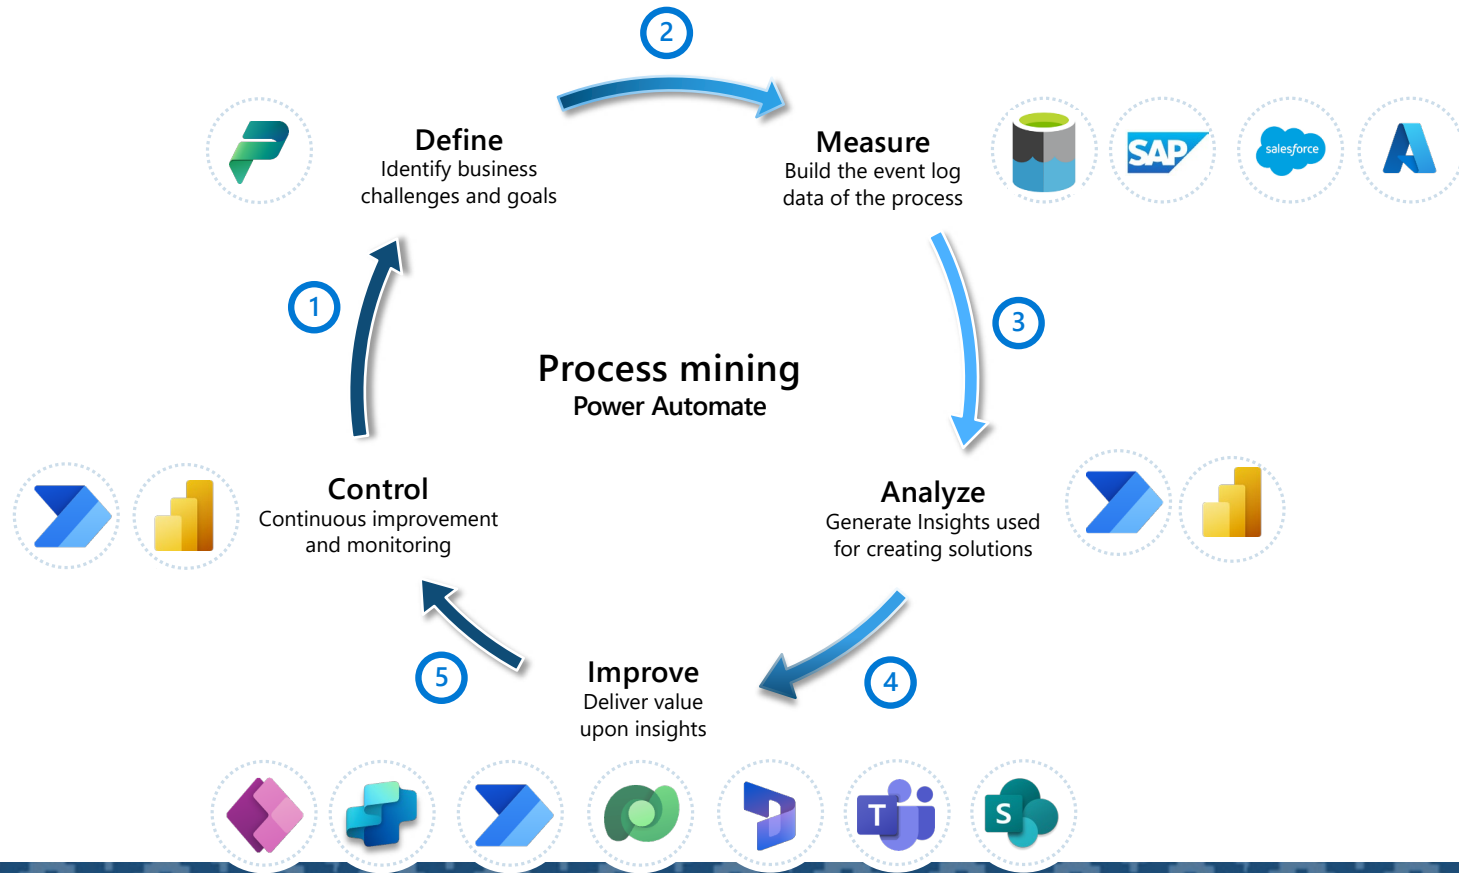 2
Define
Identify business
challenges and goals
Measure
Build the event log
data of the process
SAP
salesforce
1
3
Process mining
Power Automate
Control
Continuous improvement
and monitoring
Analyze
Generate Insights used
for creating solutions
5
Improve
Deliver value
upon insights
4
T
S